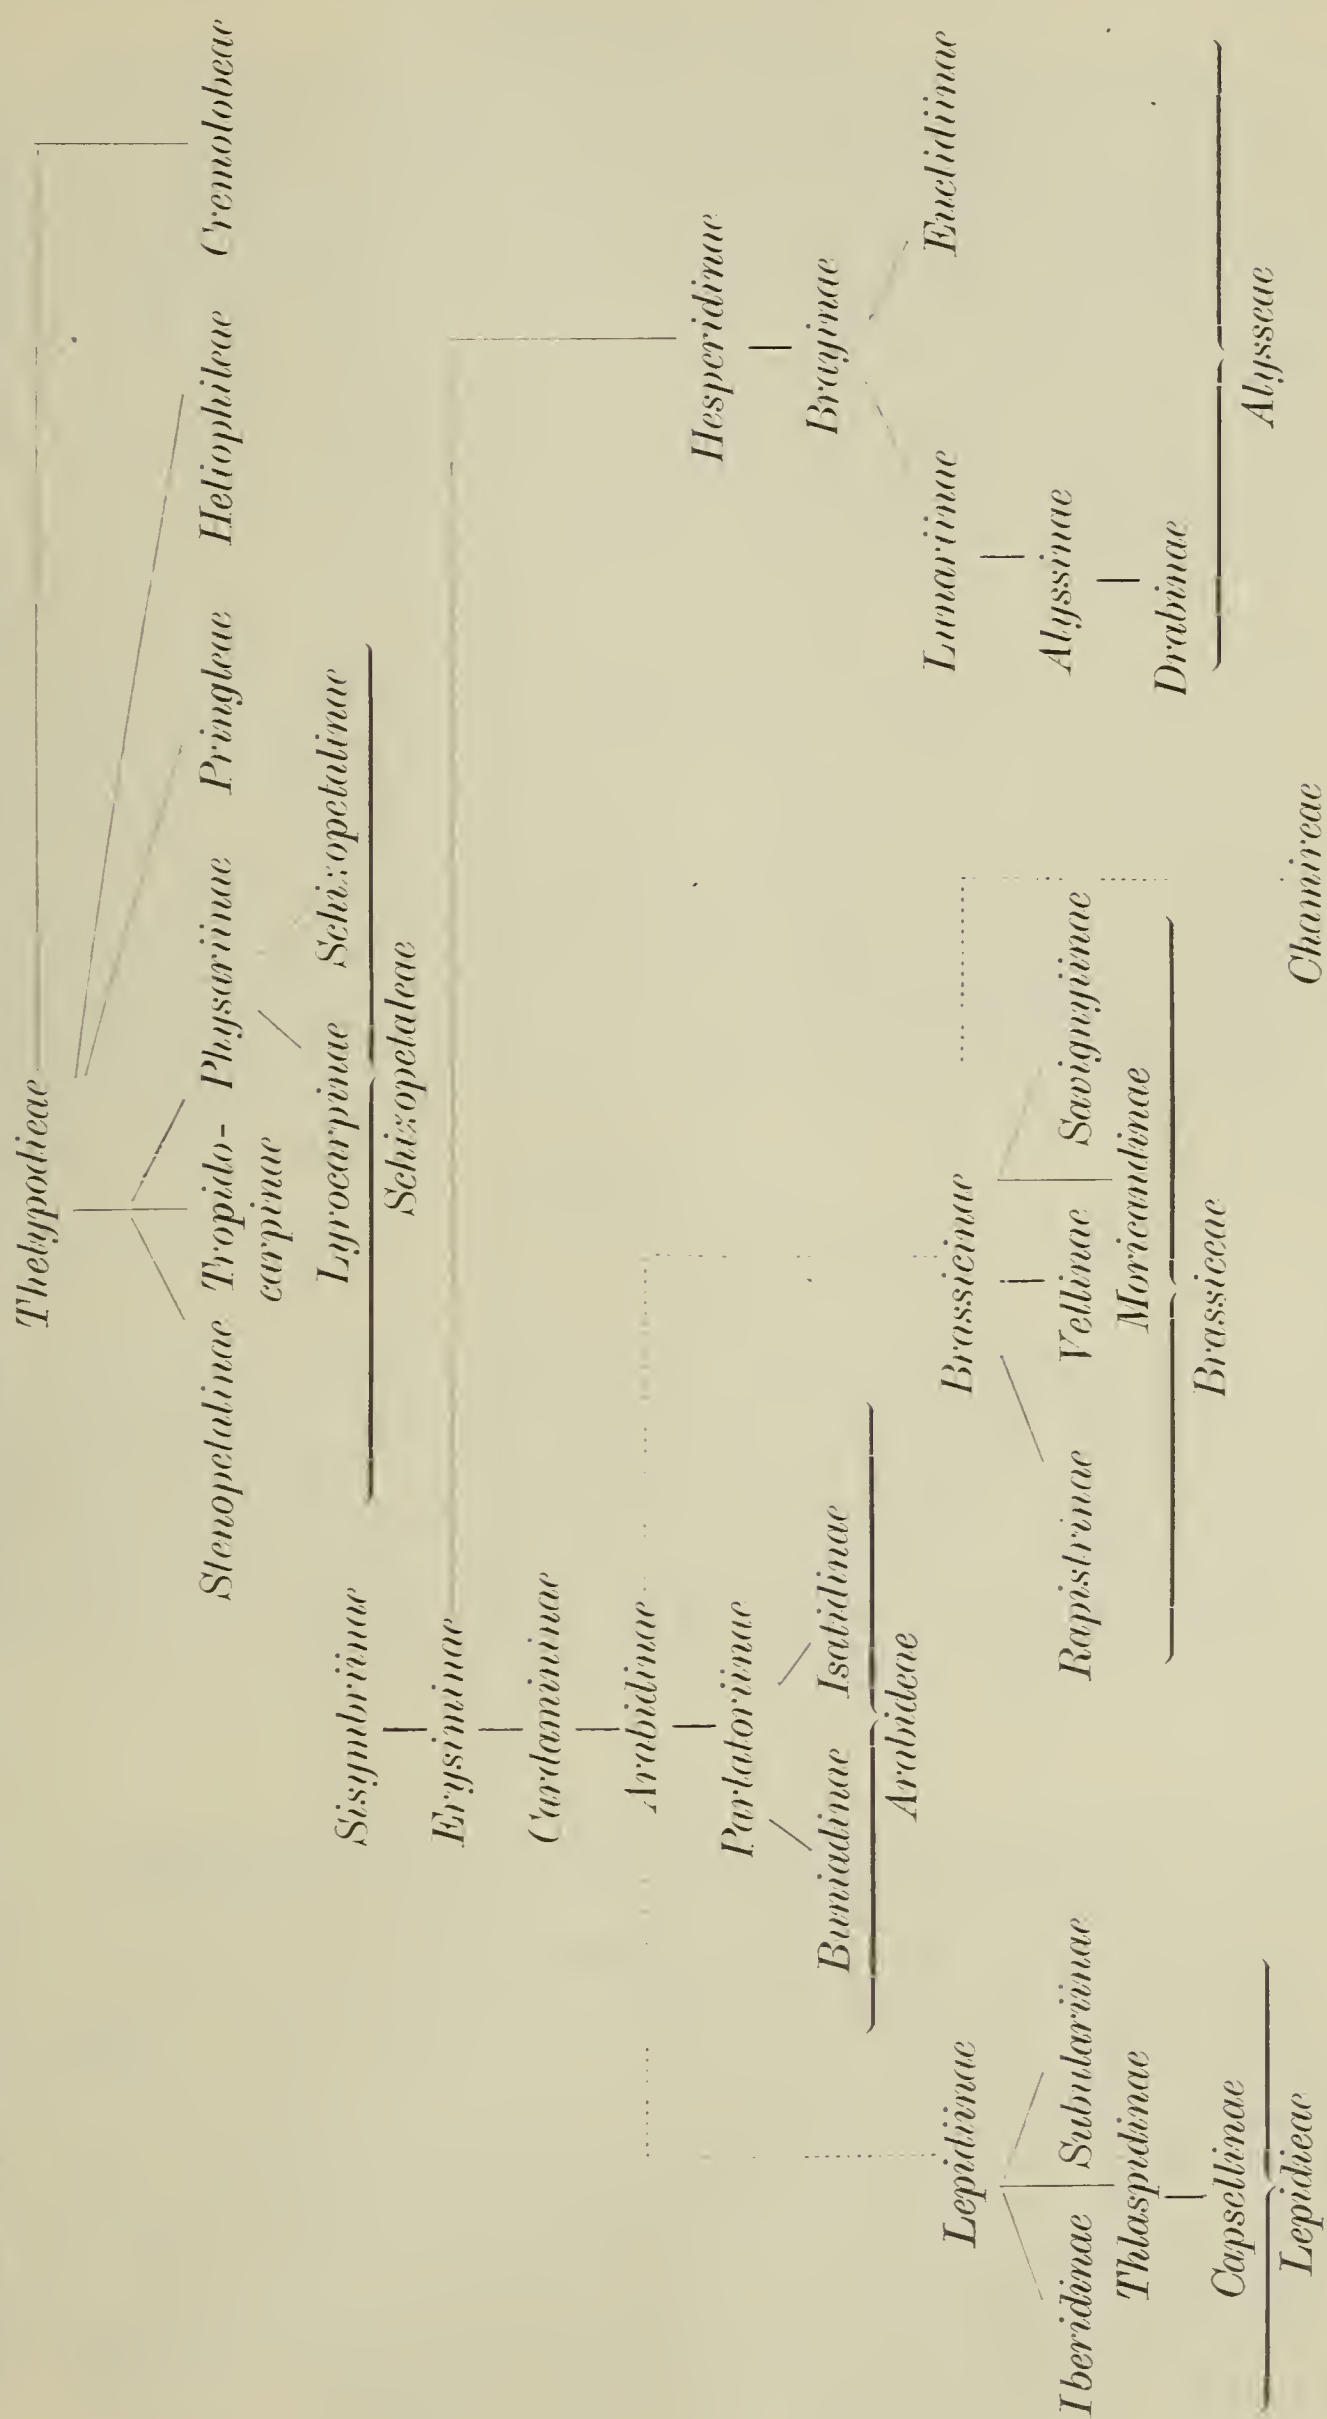 Thelypodieae
Stenopetalinae Tropido- Physariinae Pringleae Heliophileae Cremolobeae
carpinae
Lyrocarpinae Schizopetalinae
Schizopetaleae
Sisymbriinae
Erysiminae
Cardamininae
Arabidinae
Parlatoriinae
Buniadinae Isatidinae
Arabideae
Hesperidinae
Brayinae
Lunariinae Euclidiinae
Alyssinae
Drabinae
Alysseae
Lepidiinae
Iberidinae Subulariinae
Thlaspidinae
Capsellinae
Lepidieae
Brassicinae
Rapistrinae Vellinae Savignyinae
Moricandinae
Brassiceae
Chamireae